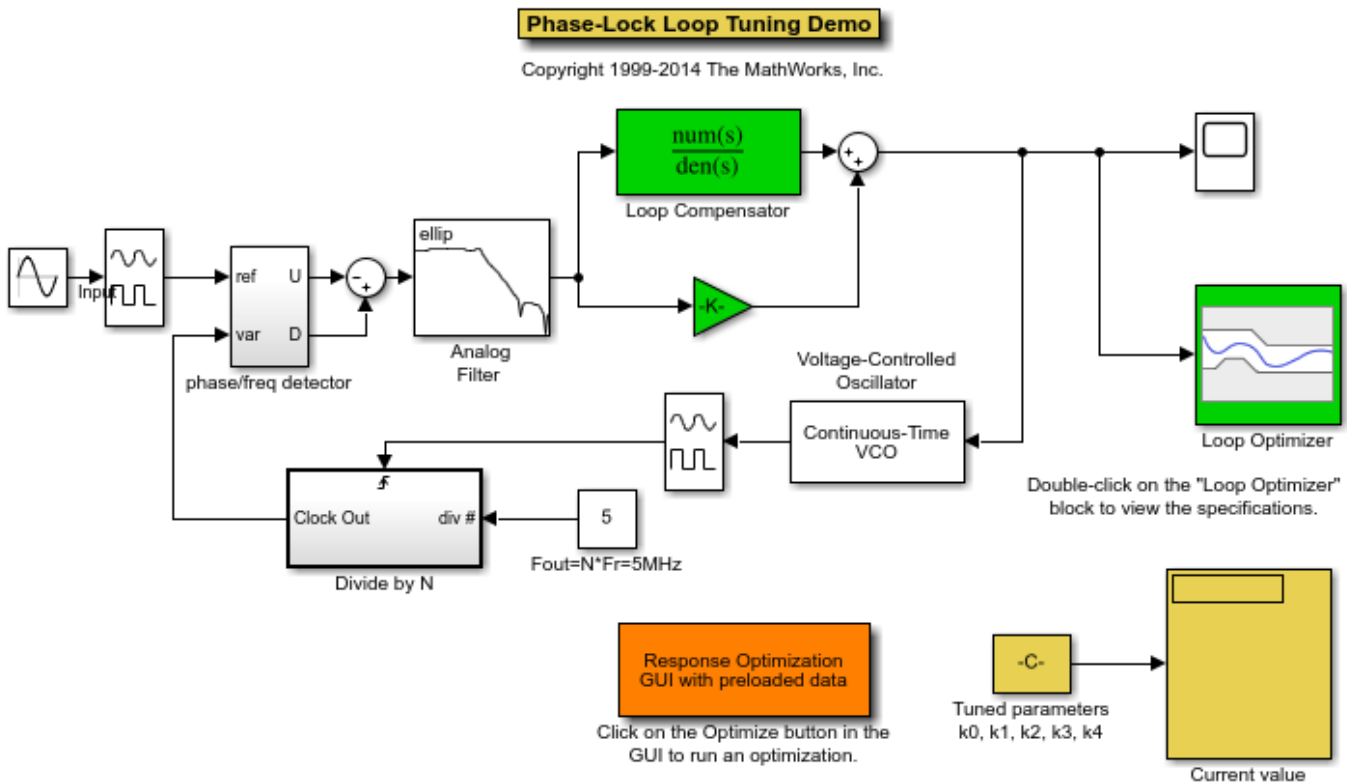 Phase-Lock Loop Tuning Demo
Copyright 1999-2014 The MathWorks, Inc.
num(s)
den(s)
Loop Compensator
Input
ref
U
var
D
phase/freq detector
-
+
ellip
Analog
Filter
+
+
-K-
Voltage-Controlled
Oscillator
Continuous-Time
VCO
Loop Optimizer
Double-click on the "Loop Optimizer"
block to view the specifications.
Clock Out
div #
Divide by N
5
Fout=N*Fr=5MHz
Response Optimization
GUI with preloaded data
Click on the Optimize button in the
GUI to run an optimization.
-C-
Tuned parameters
k0, k1, k2, k3, k4
Current value